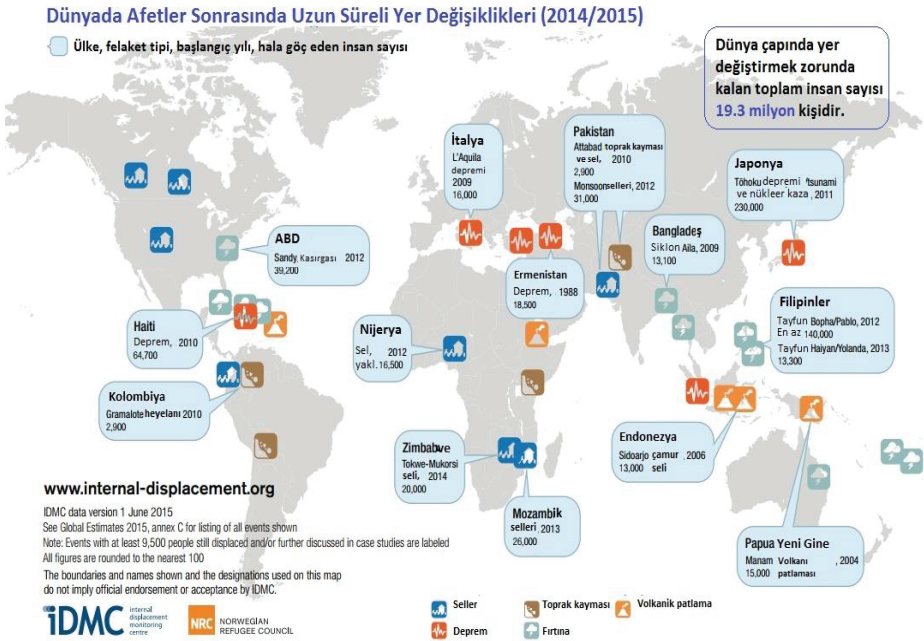 Dünyada Afetler Sonrasında Uzun Süreli Yer Değişiklikleri (2014/2015)
Ülke, felaket tipi, başlangıç yılı, hala göç eden insan sayısı
Dünya çapında yer
değiştirmek zorunda
kalan toplam insan sayısı
19.3 milyon kişidir.
İtalya
L'Aquila
depremi
2009
16,000
Pakistan
Attabad toprak kayması
ve sel, 2010
2,900
Monsoonselleri, 2012
31,000
Japonya
Tōhoku depremi 'tsunami
ve nükleer kaza, 2011
230,000
ABD
Sandy, Kasırgası 2012
39,200
Bangladeş
Siklon Aila, 2009
13,100
Ermenistan
Deprem, 1988
18,500
Filipinler
Tayfun Bopha/Pablo, 2012
En az 140,000
Tayfun Haiyan/Yolanda, 2013
13,300
Haiti
Deprem, 2010
64,700
Nijerya
Sel, 2012
yakl. 16,500
Kolombiya
Gramalote heyelanı 2010
2,900
Zimbabve
Tokwe-Mukorsi
seli, 2014
20,000
Endonezya
Sidoarjo çamur, 2006
13,000 seli
Mozambik
selleri, 2013
26,000
Papua Yeni Gine
Manam Volkanı , 2004
15,000 patlaması
www.internal-displacement.org
IDMC data version 1 June 2015
See Global Estimates 2015, annex C for listing of all events shown
Note: Events with at least 9,500 people still displaced and/or further discussed in case studies are labeled
All figures are rounded to the nearest 100
The boundaries and names shown and the designations used on this map
do not imply official endorsement or acceptance by IDMC.
iDMC internal
displacement
monitoring
centre
NRC NORWEGIAN
REFUGEE COUNCIL
Seller
Toprak kayması
Volkanik patlama
Deprem
Fırtına